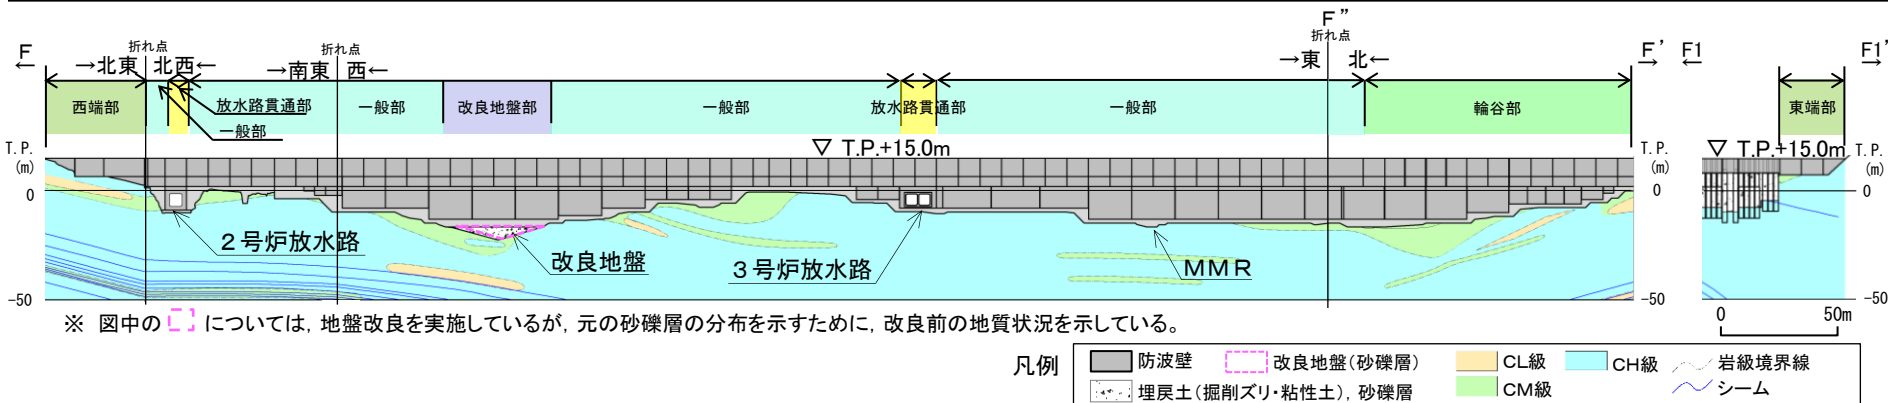 F 折れ点 折れ点 F” 折れ点 F' F1 F1'
→北東 北西← →南東 西← →東 北←
西端部 放水路貫通部 一般部 一般部 改良地盤部 一般部 放水路貫通部 一般部 輪谷部 東端部
T.P. (m) ▽ T.P.+15.0m T.P. (m) ▽ T.P.+15.0m T.P. (m)
0 0 0
2号炉放水路 改良地盤 3号炉放水路 MMR
-50 -50 -50
※ 図中の については, 地盤改良を実施しているが, 元の砂礫層の分布を示すために, 改良前の地質状況を示している。
0 50m
凡例 防波壁 改良地盤(砂礫層) CL級 CH級 岩級境界線
埋戻土(掘削ズリ・粘性土), 砂礫層 CM級 シーム